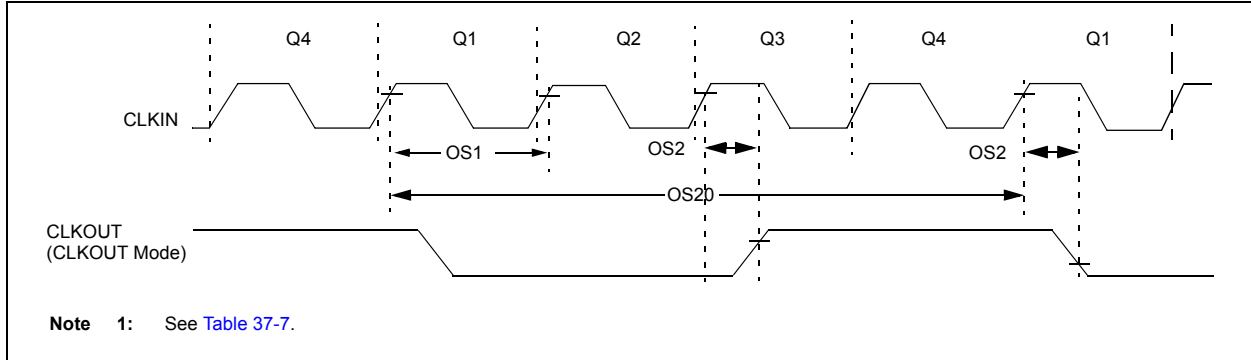 Q4 Q1 Q2 Q3 Q4 Q1
CLKIN
OS1 OS2 OS2
OS20
CLKOUT
(CLKOUT Mode)
Note 1: See Table 37-7.